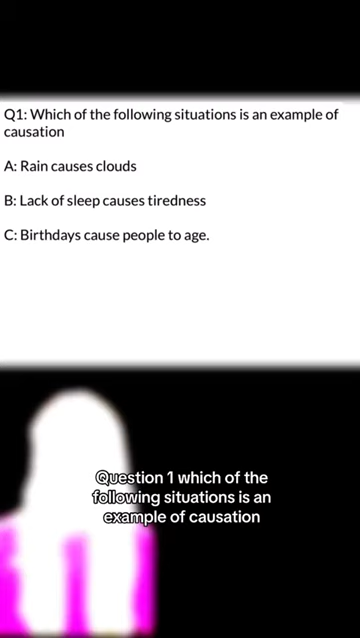 Q1: Which of the following situations is an example of
causation
A: Rain causes clouds
B: Lack of sleep causes tiredness
C: Birthdays cause people to age.
Question 1 which of the
following situations is an
example of causation